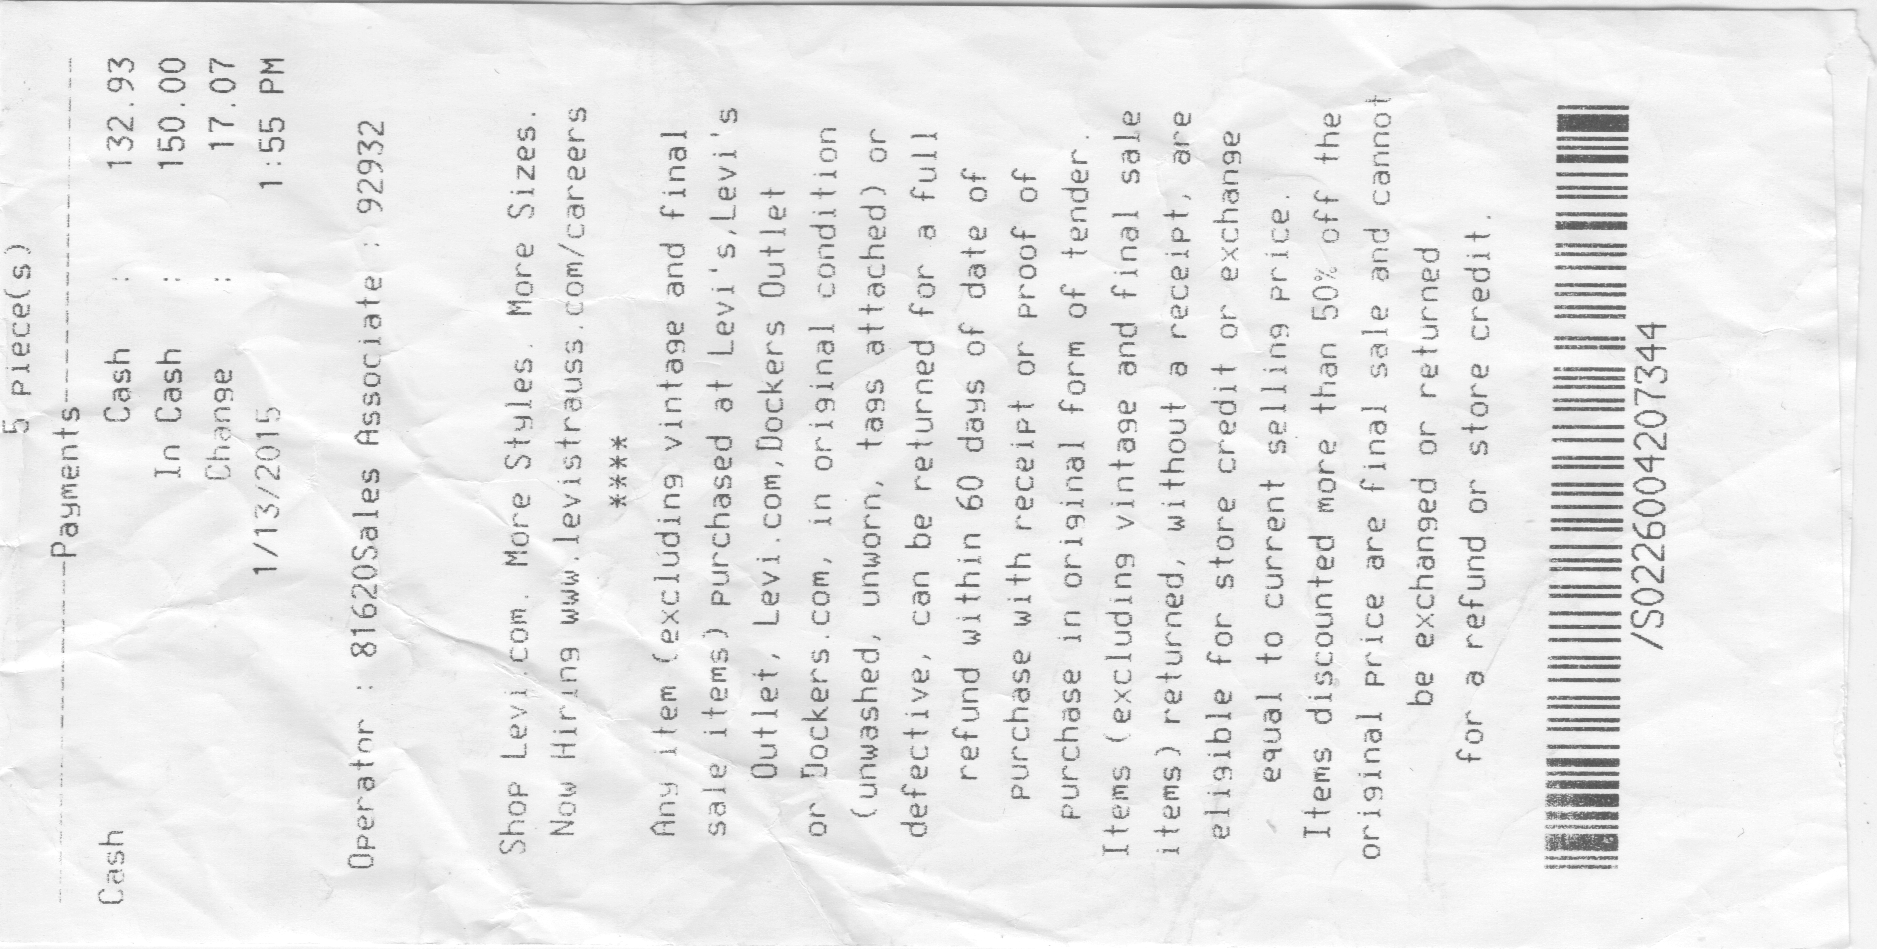 5 piece(s)
----------Payments----------
Cash Cash : 132.93
In Cash : 150.00
Change : 17.07
1/13/2015 1:55 PM
Operator : 81620Sales Associate : 92932
Shop Levi.com. More Styles. More Sizes.
Now Hiring www.levistrauss.com/careers
****
Any item (excluding vintage and final
sale items) purchased at Levi's,Levi's
Outlet, Levi.com,Dockers Outlet
or Dockers.com, in original condition
(unwashed, unworn, tags attached) or
defective, can be returned for a full
refund within 60 days of date of
purchase with receipt or proof of
purchase in original form of tender.
Items (excluding vintage and final sale
items) returned, without a receipt, are
eligible for store credit or exchange
equal to current selling price.
Items discounted more than 50% off the
original price are final sale and cannot
be exchanged or returned
for a refund or store credit.
/S0226004207344